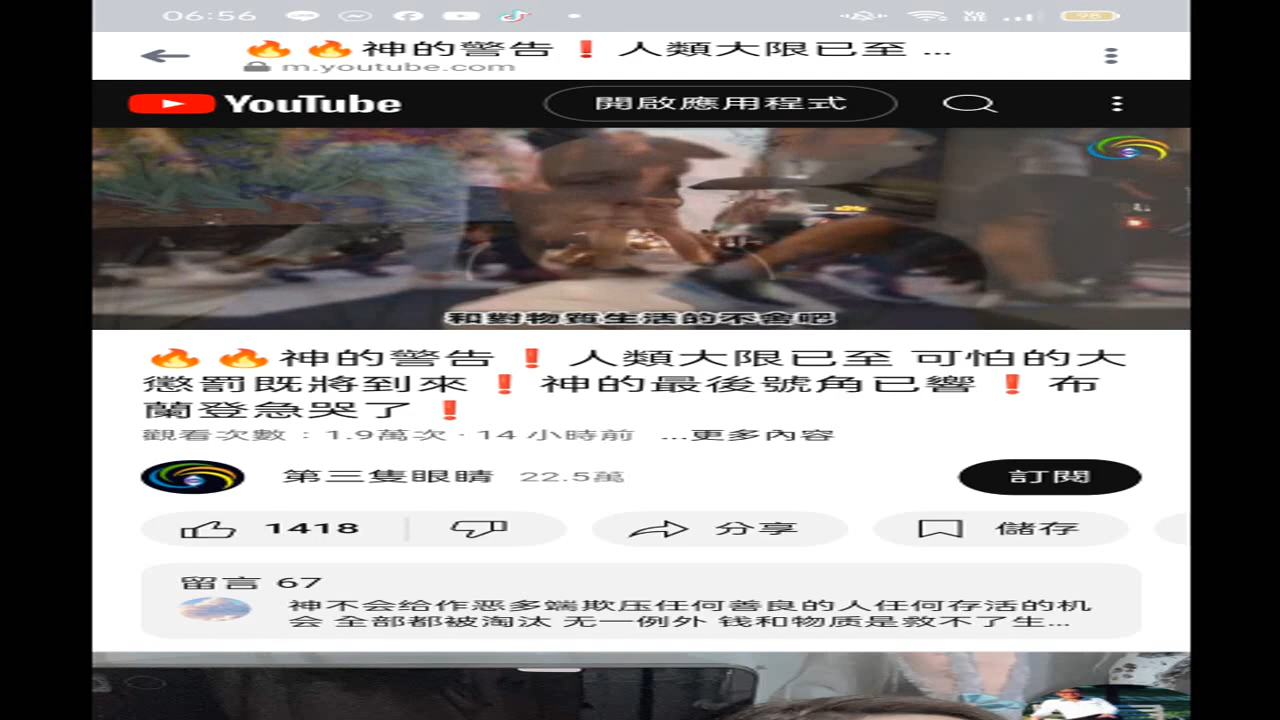 06:56
VO
LTE
98
🔥🔥神的警告❗人類大限已至 ...
m.youtube.com
YouTube
開啟應用程式
和對物質生活的不會吧
🔥🔥神的警告❗人類大限已至 可怕的大
懲罰既將到來❗神的最後號角已響❗布
蘭登急哭了❗
觀看次數：1.9萬次 · 14 小時前 ...更多內容
第三隻眼睛 22.5萬
訂閱
1418
分享
儲存
留言 67
神不会给作恶多端欺压任何善良的人任何存活的机
会 全部都被淘汰 无一例外 钱和物质是救不了生...